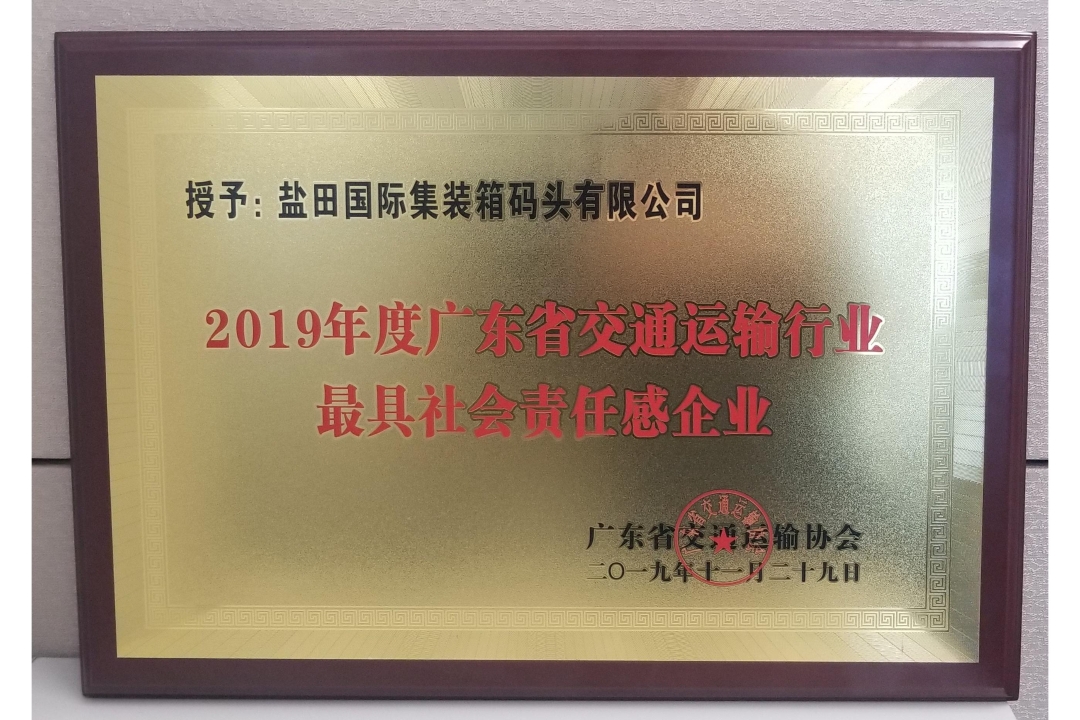 授予：盐田国际集装箱码头有限公司
2019年度广东省交通运输行业
最具社会责任感企业
广东省交通运输协会
二〇一九年十一月二十九日